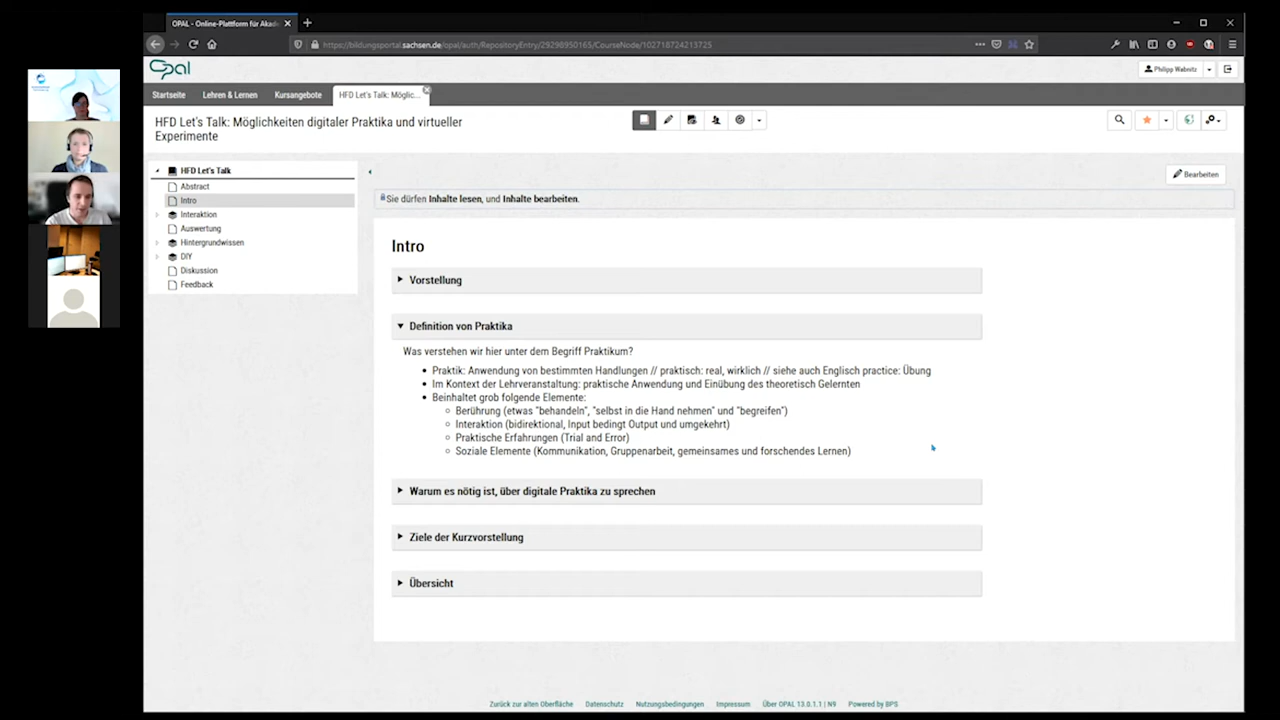 OPAL - Online-Plattform für Akade
https://bildungsportal.sachsen.de/opal/auth/RepositoryEntry/29298950165/CourseNode/102718724213725
Opal
Philipp Wabnitz
Startseite
Lehren & Lernen
Kursangebote
HFD Let's Talk: Möglic...
HFD Let's Talk: Möglichkeiten digitaler Praktika und virtueller
Experimente
HFD Let's Talk
Abstract
Intro
Interaktion
Auswertung
Hintergrundwissen
DIY
Diskussion
Feedback
Bearbeiten
Sie dürfen Inhalte lesen, und Inhalte bearbeiten.
Intro
Vorstellung
Definition von Praktika
Was verstehen wir hier unter dem Begriff Praktikum?
Praktik: Anwendung von bestimmten Handlungen // praktisch: real, wirklich // siehe auch Englisch practice: Übung
Im Kontext der Lehrveranstaltung: praktische Anwendung und Einübung des theoretisch Gelernten
Beinhaltet grob folgende Elemente:
Berührung (etwas "behandeln", "selbst in die Hand nehmen" und "begreifen")
Interaktion (bidirektional, Input bedingt Output und umgekehrt)
Praktische Erfahrungen (Trial and Error)
Soziale Elemente (Kommunikation, Gruppenarbeit, gemeinsames und forschendes Lernen)
Warum es nötig ist, über digitale Praktika zu sprechen
Ziele der Kurzvorstellung
Übersicht
Zurück zur alten Oberfläche
Datenschutz
Nutzungsbedingungen
Impressum
Über OPAL 13.0.1.1 | N9
Powered by BPS